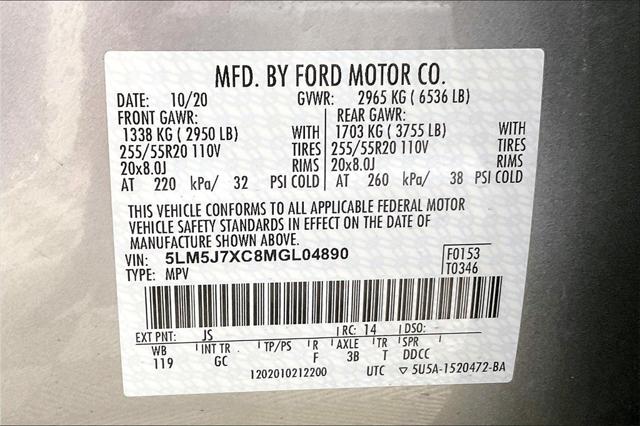 MFD. BY FORD MOTOR CO.
DATE: 10/20 GVWR: 2965 KG ( 6536 LB)
FRONT GAWR: REAR GAWR:
1338 KG ( 2950 LB) WITH 1703 KG ( 3755 LB) WITH
255/55R20 110V TIRES 255/55R20 110V TIRES
20x8.0J RIMS 20x8.0J RIMS
AT 220 kPa/ 32 PSI COLD AT 260 kPa/ 38 PSI COLD
THIS VEHICLE CONFORMS TO ALL APPLICABLE FEDERAL MOTOR
VEHICLE SAFETY STANDARDS IN EFFECT ON THE DATE OF
MANUFACTURE SHOWN ABOVE.
VIN: 5LM5J7XC8MGL04890 F0153
TYPE: MPV T0346
EXT PNT: JS RC: 14 DSO:
WB INT TR TP/PS R AXLE TR SPR
119 GC F 3B T DDCC
1202010212200 UTC ▽ 5U5A-1520472-BA